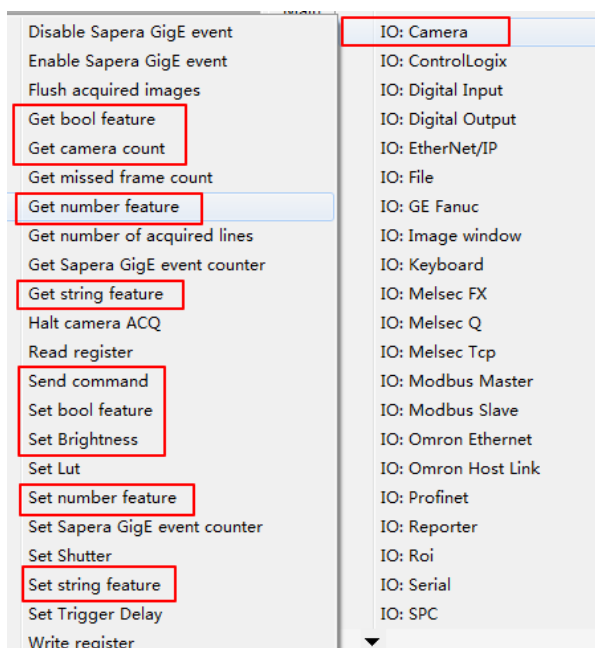 Main
Disable Sapera GigE event
Enable Sapera GigE event
Flush acquired images
Get bool feature
Get camera count
Get missed frame count
Get number feature
Get number of acquired lines
Get Sapera GigE event counter
Get string feature
Halt camera ACQ
Read register
Send command
Set bool feature
Set Brightness
Set Lut
Set number feature
Set Sapera GigE event counter
Set Shutter
Set string feature
Set Trigger Delay
Write register
IO: Camera
IO: ControlLogix
IO: Digital Input
IO: Digital Output
IO: EtherNet/IP
IO: File
IO: GE Fanuc
IO: Image window
IO: Keyboard
IO: Melsec FX
IO: Melsec Q
IO: Melsec Tcp
IO: Modbus Master
IO: Modbus Slave
IO: Omron Ethernet
IO: Omron Host Link
IO: Profinet
IO: Reporter
IO: Roi
IO: Serial
IO: SPC